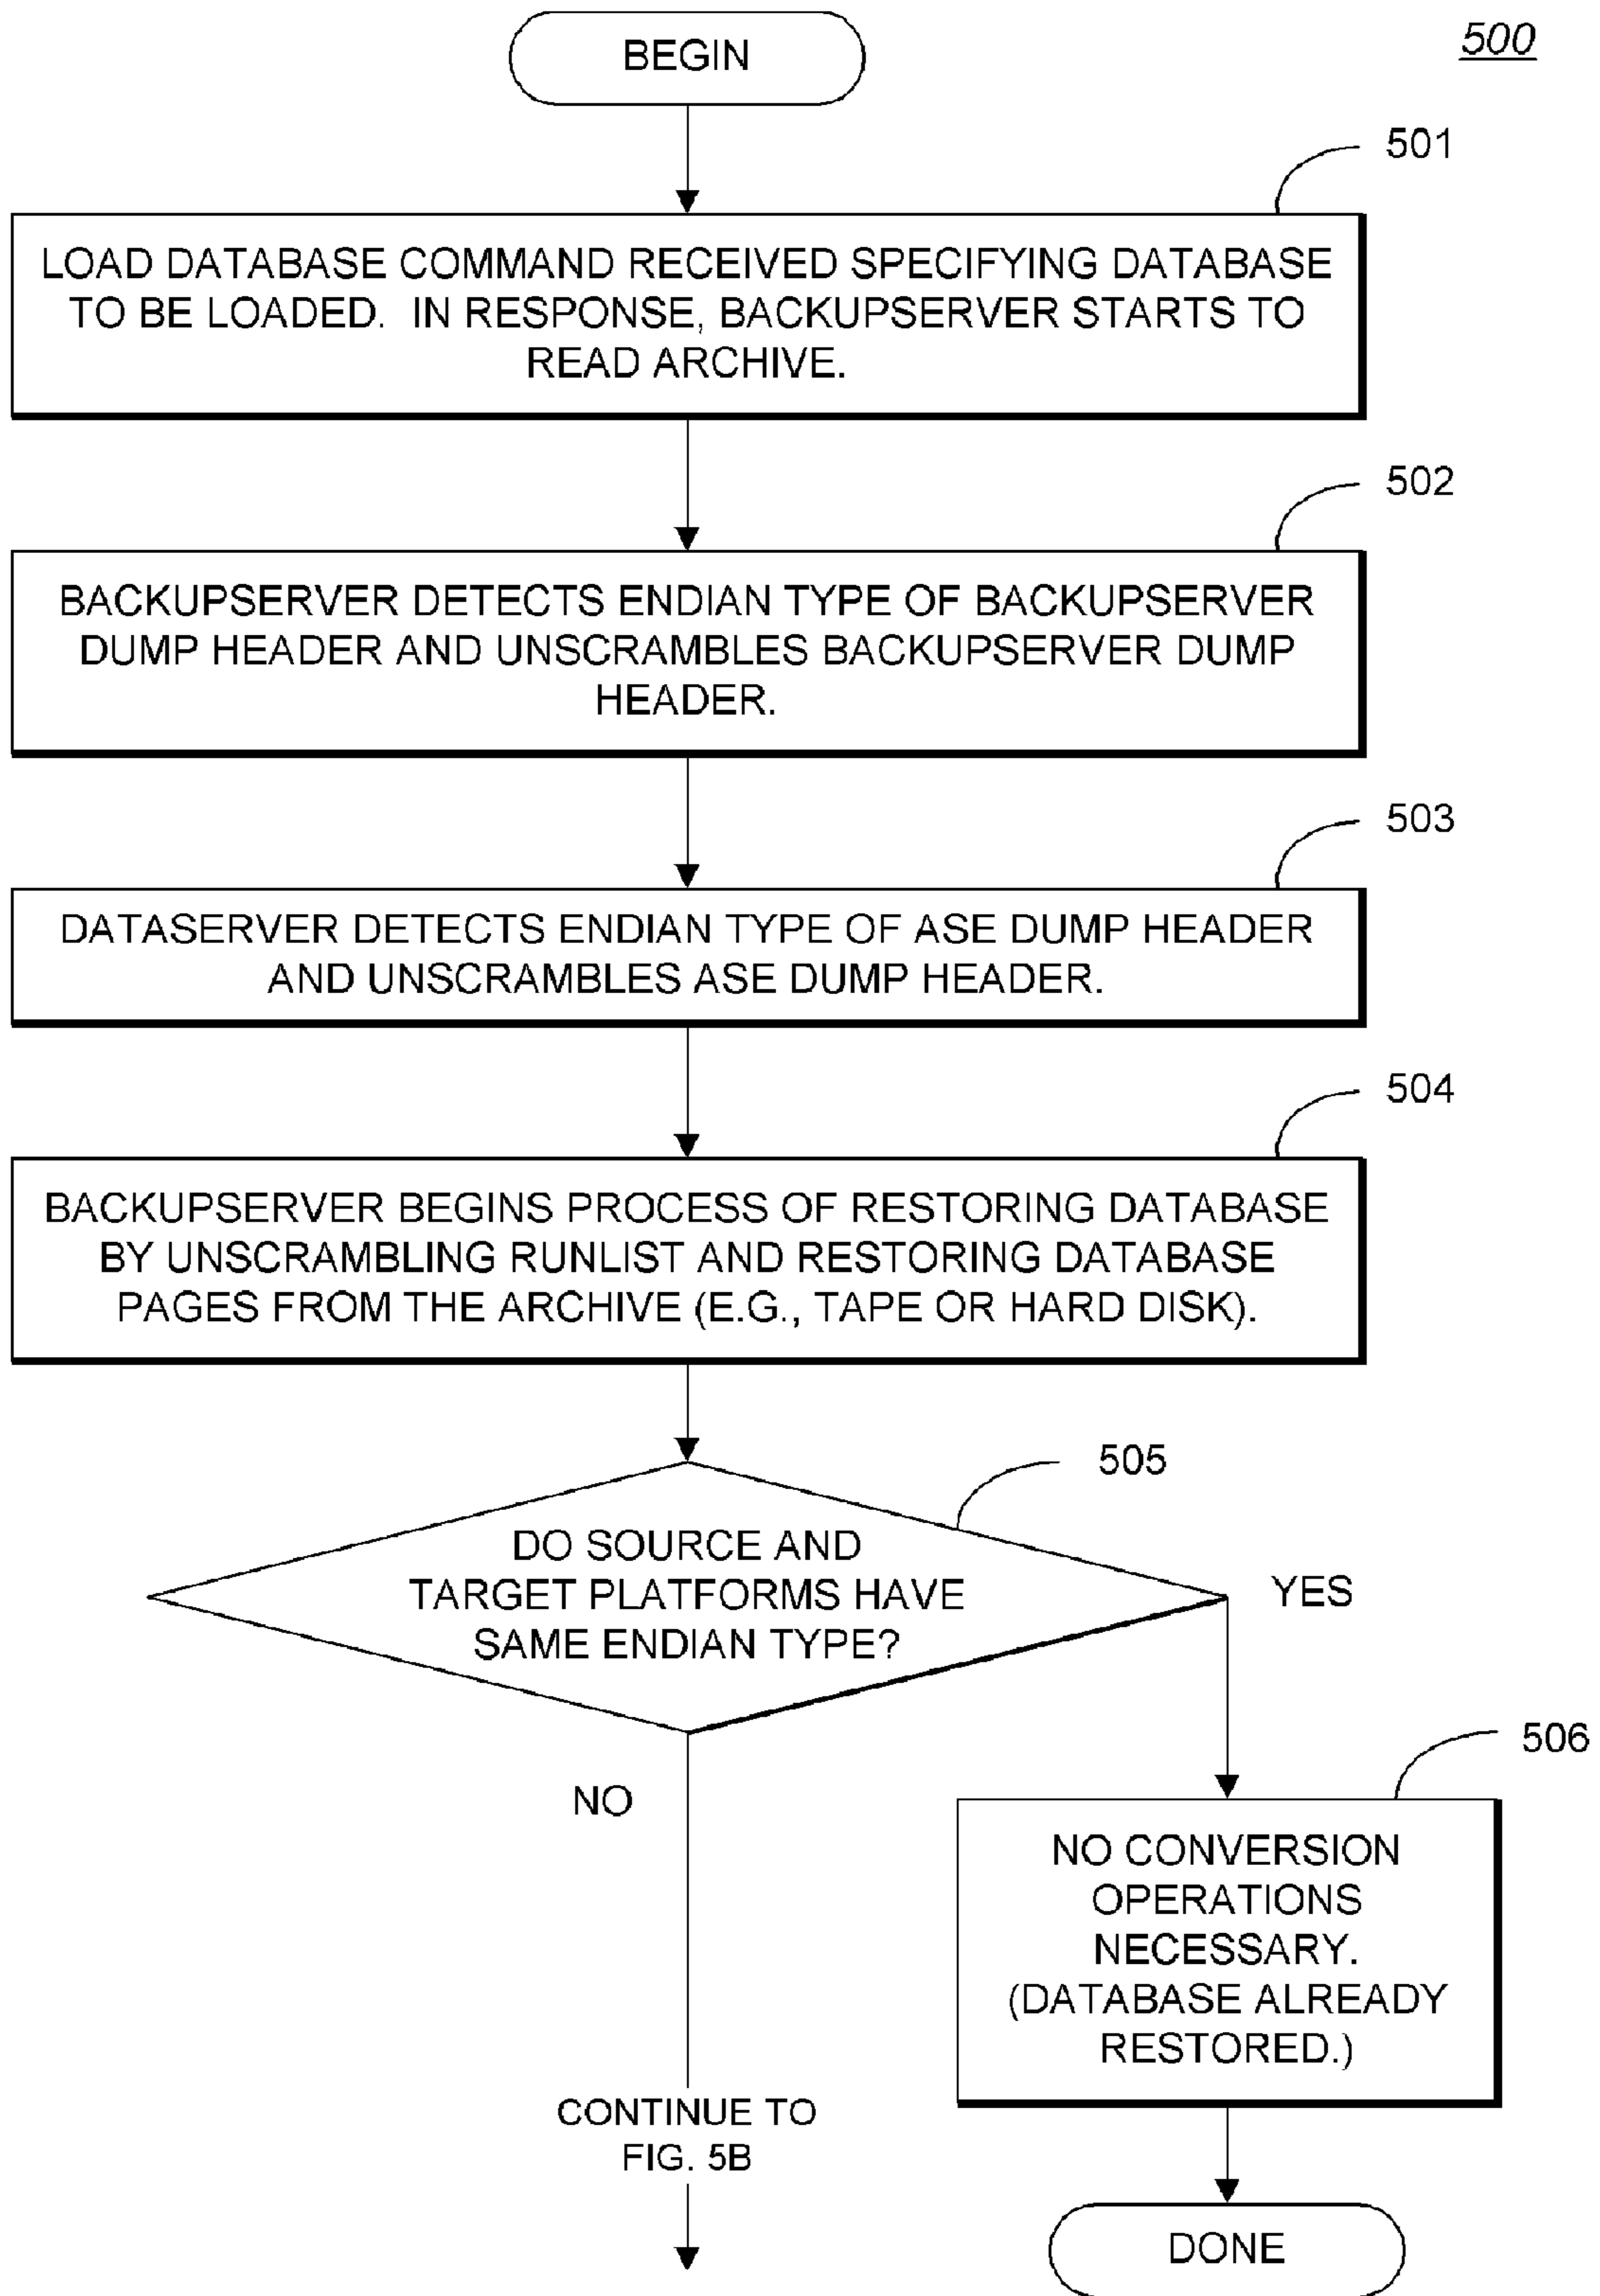 BEGIN
500
501
LOAD DATABASE COMMAND RECEIVED SPECIFYING DATABASE
TO BE LOADED. IN RESPONSE, BACKUPSERVER STARTS TO
READ ARCHIVE.
502
BACKUPSERVER DETECTS ENDIAN TYPE OF BACKUPSERVER
DUMP HEADER AND UNSCRAMBLES BACKUPSERVER DUMP
HEADER.
503
DATASERVER DETECTS ENDIAN TYPE OF ASE DUMP HEADER
AND UNSCRAMBLES ASE DUMP HEADER.
504
BACKUPSERVER BEGINS PROCESS OF RESTORING DATABASE
BY UNSCRAMBLING RUNLIST AND RESTORING DATABASE
PAGES FROM THE ARCHIVE (E.G., TAPE OR HARD DISK).
505
DO SOURCE AND
TARGET PLATFORMS HAVE
SAME ENDIAN TYPE?
YES
NO
506
NO CONVERSION
OPERATIONS
NECESSARY.
(DATABASE ALREADY
RESTORED.)
CONTINUE TO
FIG. 5B
DONE